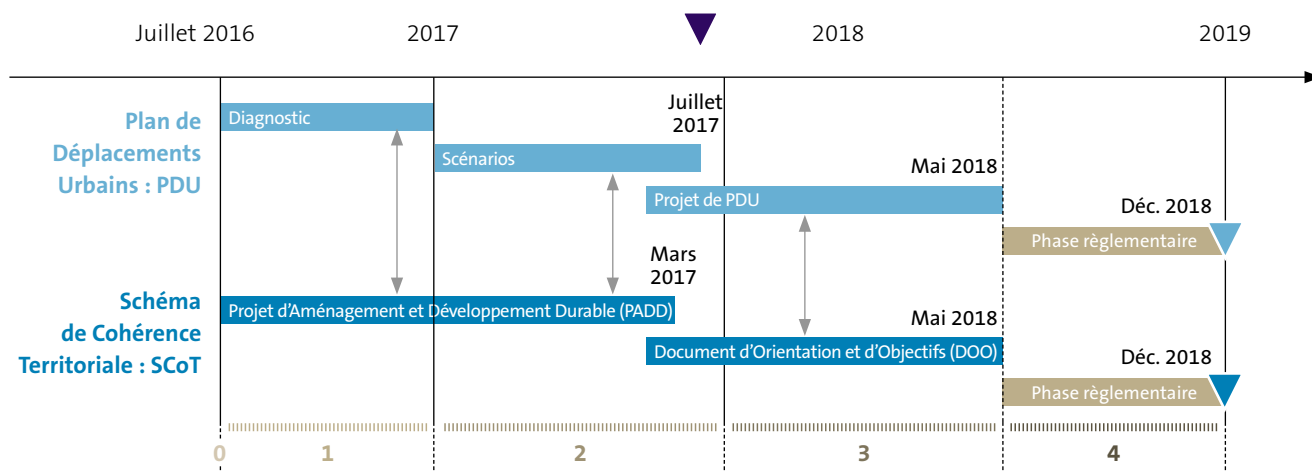 Juillet 2016
2017
2018
2019
Plan de
Déplacements
Urbains : PDU
Diagnostic
Juillet
2017
Scénarios
Mai 2018
Projet de PDU
Déc. 2018
Phase règlementaire
Mars
2017
Schéma
de Cohérence
Territoriale : SCoT
Projet d’Aménagement et Développement Durable (PADD)
Mai 2018
Document d’Orientation et d’Objectifs (DOO)
Déc. 2018
Phase règlementaire
0
1
2
3
4